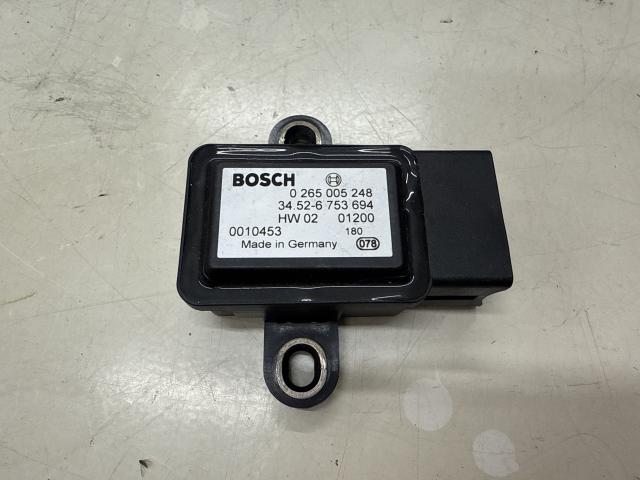 BOSCH
0 265 005 248
34.52-6 753 694
HW 02 01200
0010453 180
Made in Germany 078